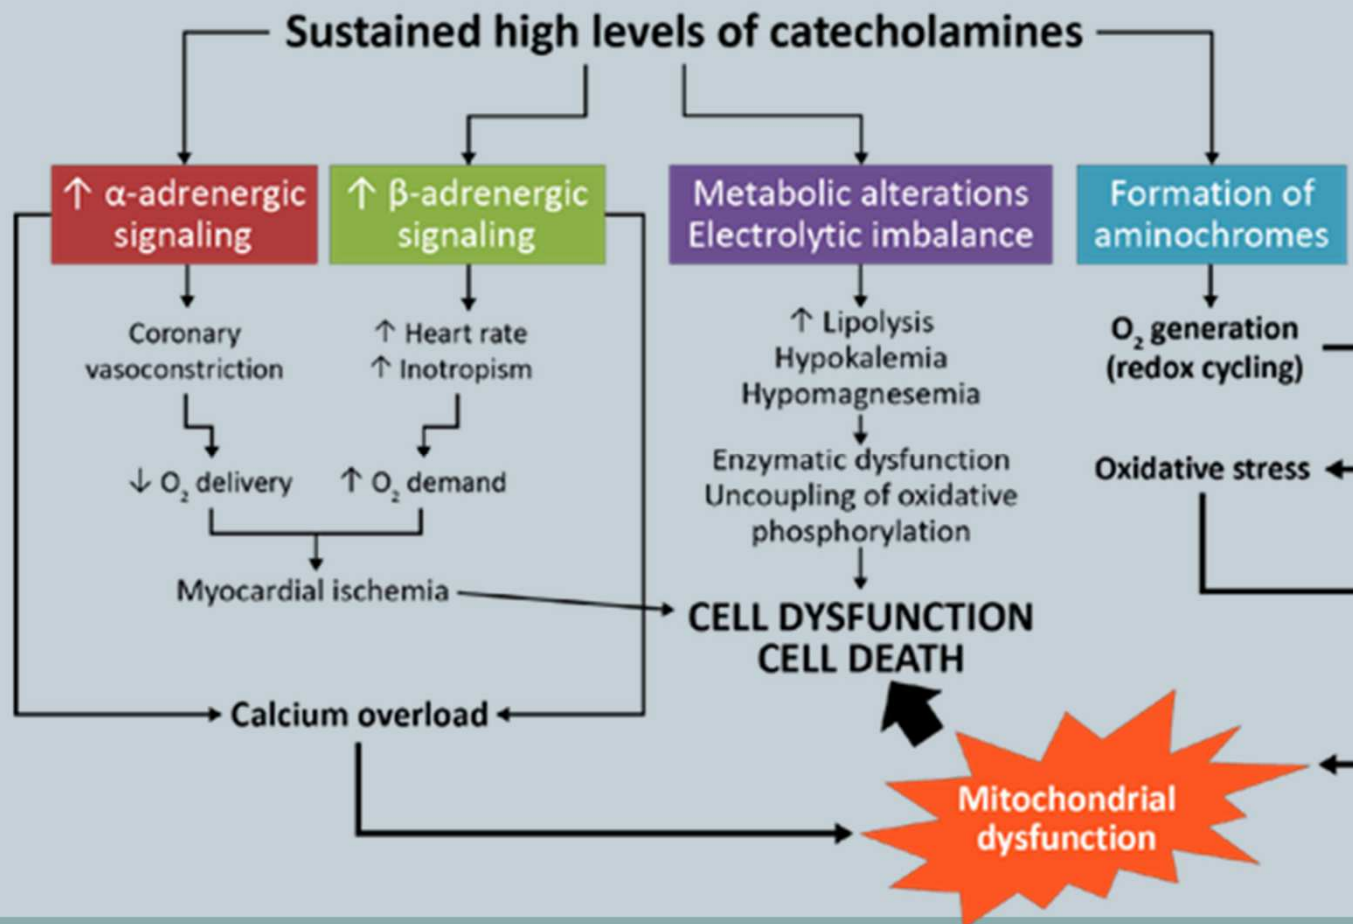 Sustained high levels of catecholamines
↑ α-adrenergic
signaling
↑ β-adrenergic
signaling
Metabolic alterations
Electrolytic imbalance
Formation of
aminochromes
Coronary
vasoconstriction
↑ Heart rate
↑ Inotropism
↑ Lipolysis
Hypokalemia
Hypomagnesemia
O₂ generation
(redox cycling)
↓ O₂ delivery
↑ O₂ demand
Enzymatic dysfunction
Uncoupling of oxidative
phosphorylation
Oxidative stress
Myocardial ischemia
CELL DYSFUNCTION
CELL DEATH
Calcium overload
Mitochondrial
dysfunction